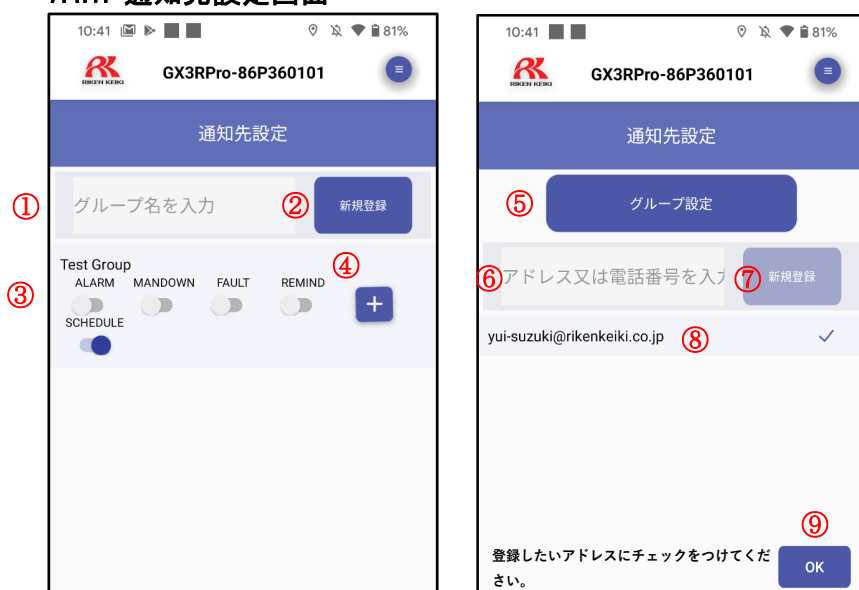 通知先設定画面
10:41
81%
RIKEN KEIKI
GX3RPro-86P360101
通知先設定
①
グループ名を入力
②
新規登録
Test Group
④
③
ALARM
MANDOWN
FAULT
REMIND
+
SCHEDULE
10:41
81%
RIKEN KEIKI
GX3RPro-86P360101
通知先設定
⑤
グループ設定
⑥
アドレス又は電話番号を入
⑦
新規登録
yui-suzuki@rikenkeiki.co.jp
⑧
⑨
登録したいアドレスにチェックをつけてくだ
さい。
OK